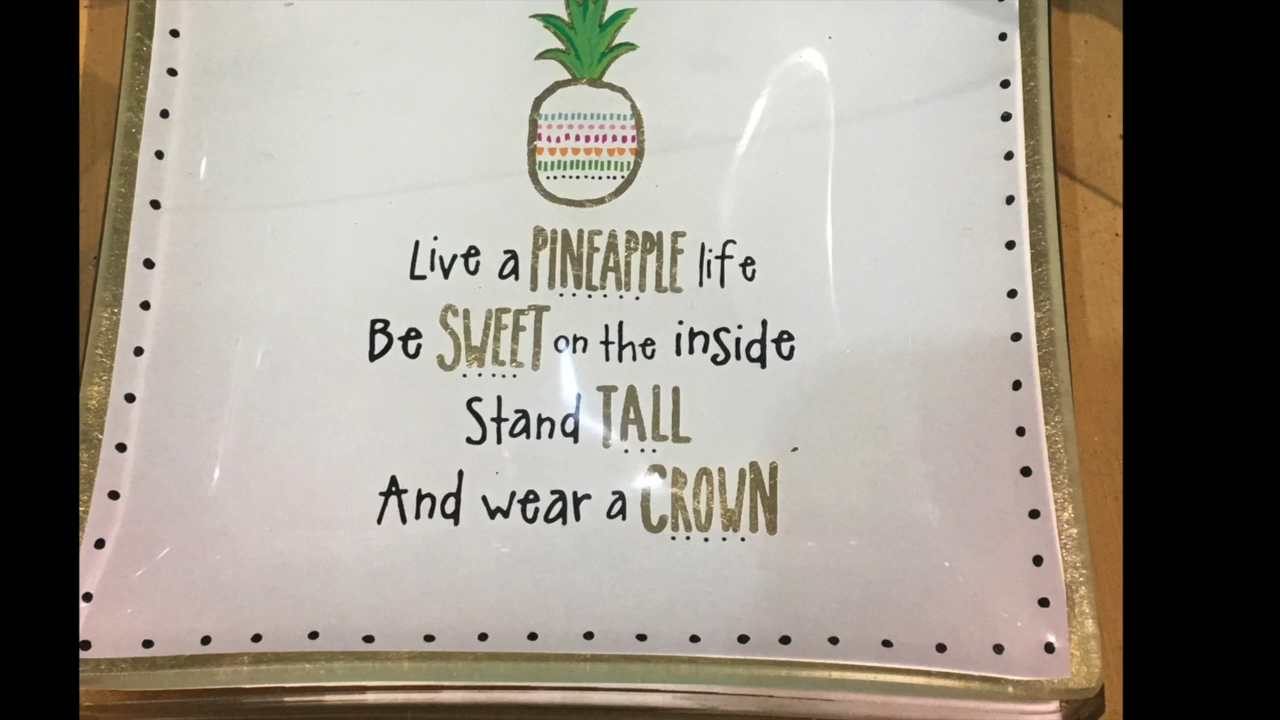 Live a PINEAPPLE life
Be SWEET on the inside
Stand TALL
And wear a CROWN